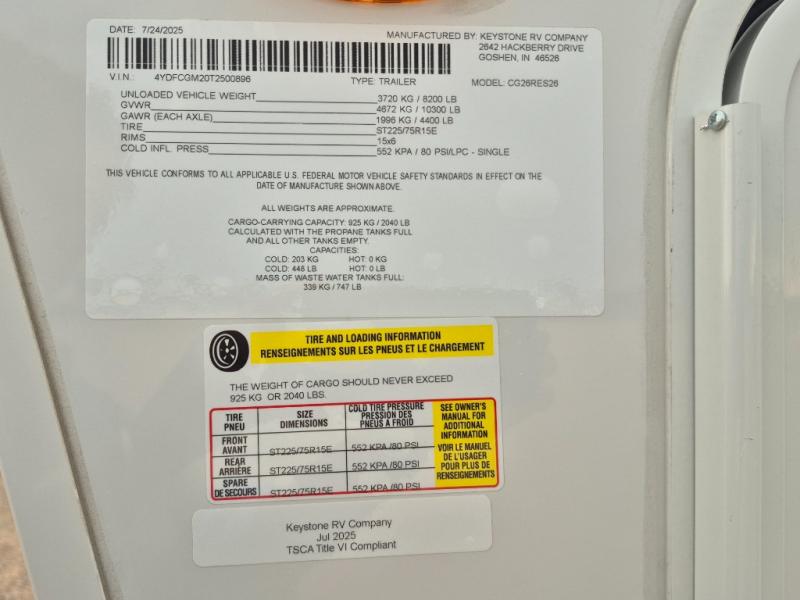 DATE: 7/24/2025
MANUFACTURED BY: KEYSTONE RV COMPANY
2642 HACKBERRY DRIVE
GOSHEN, IN 46526
V.I.N.: 4YDFCGM20T2500896 TYPE: TRAILER MODEL: CG26RES26
UNLOADED VEHICLE WEIGHT 3720 KG / 8200 LB
GVWR 4672 KG / 10300 LB
GAWR (EACH AXLE) 1996 KG / 4400 LB
TIRE ST225/75R15E
RIMS 15x6
COLD INFL. PRESS 552 KPA / 80 PSI/LPC - SINGLE
THIS VEHICLE CONFORMS TO ALL APPLICABLE U.S. FEDERAL MOTOR VEHICLE SAFETY STANDARDS IN EFFECT ON THE
DATE OF MANUFACTURE SHOWN ABOVE.
ALL WEIGHTS ARE APPROXIMATE.
CARGO-CARRYING CAPACITY: 925 KG / 2040 LB
CALCULATED WITH THE PROPANE TANKS FULL
AND ALL OTHER TANKS EMPTY.
CAPACITIES:
COLD: 203 KG HOT: 0 KG
COLD: 448 LB HOT: 0 LB
MASS OF WASTE WATER TANKS FULL:
339 KG / 747 LB
TIRE AND LOADING INFORMATION
RENSEIGNEMENTS SUR LES PNEUS ET LE CHARGEMENT
THE WEIGHT OF CARGO SHOULD NEVER EXCEED
925 KG OR 2040 LBS.
TIRE
PNEU
SIZE
DIMENSIONS
COLD TIRE PRESSURE
PRESSION DES
PNEUS A FROID
FRONT
AVANT
ST225/75R15E
552 KPA /80 PSI
REAR
ARRIÈRE
ST225/75R15E
552 KPA /80 PSI
SPARE
DE SECOURS
ST225/75R15E
552 KPA /80 PSI
SEE OWNER'S
MANUAL FOR
ADDITIONAL
INFORMATION
VOIR LE MANUEL
DE L'USAGER
POUR PLUS DE
RENSEIGNEMENTS
Keystone RV Company
Jul 2025
TSCA Title VI Compliant